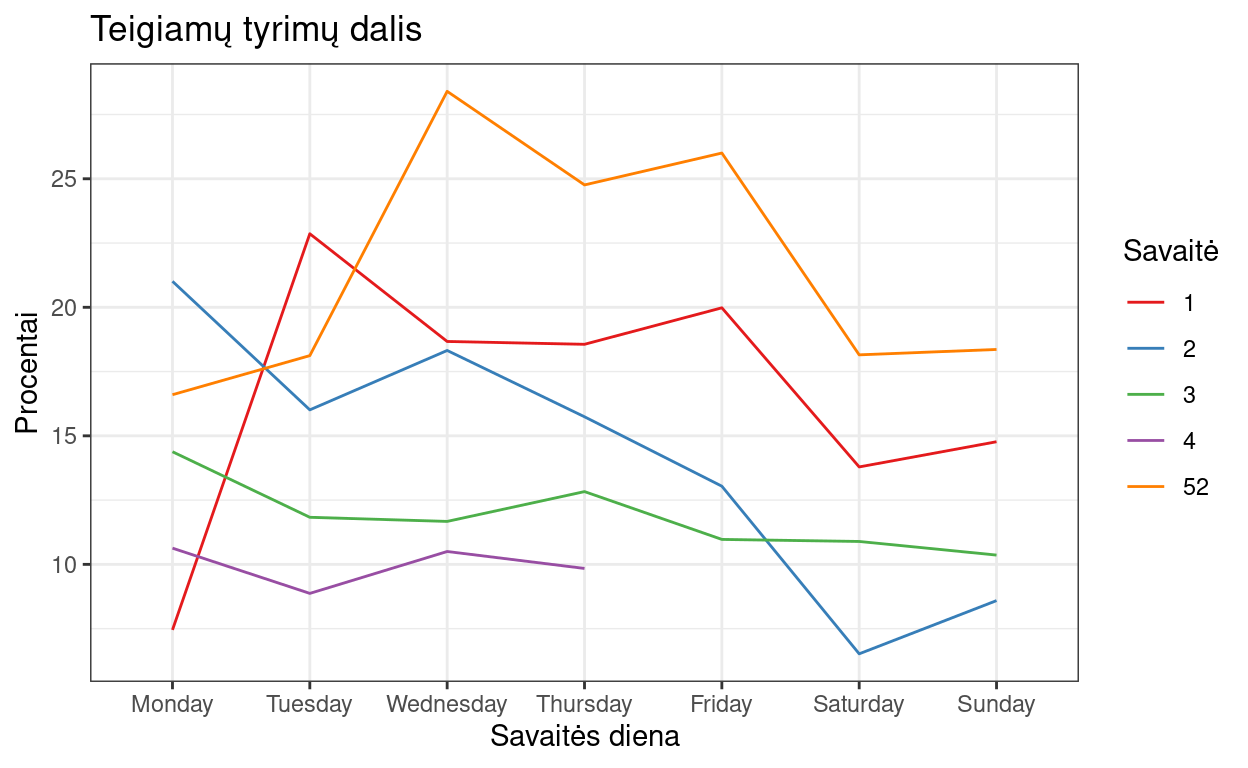 Teigiamų tyrimų dalis
Procentai
25
20
15
10
Monday Tuesday Wednesday Thursday Friday Saturday Sunday
Savaitės diena
Savaitė
1
2
3
4
52